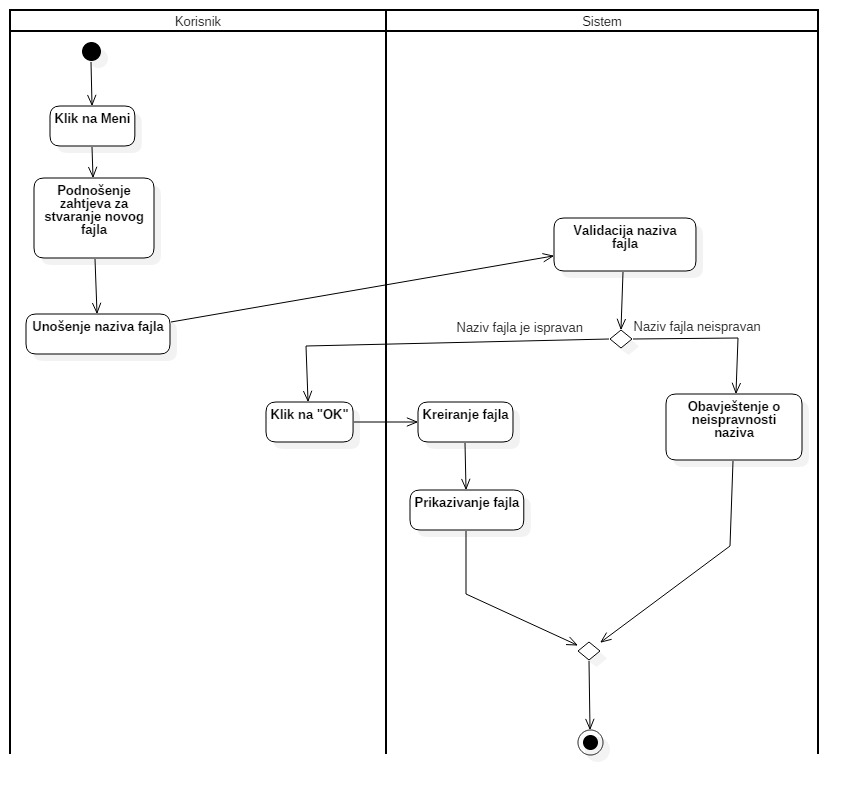 Korisnik
Sistem
Klik na Meni
Podnošenje
zahtjeva za
stvaranje novog
fajla
Validacija naziva
fajla
Unošenje naziva fajla
Naziv fajla je ispravan
Naziv fajla neispravan
Klik na "OK"
Kreiranje fajla
Obavještenje o
neispravnosti
naziva
Prikazivanje fajla